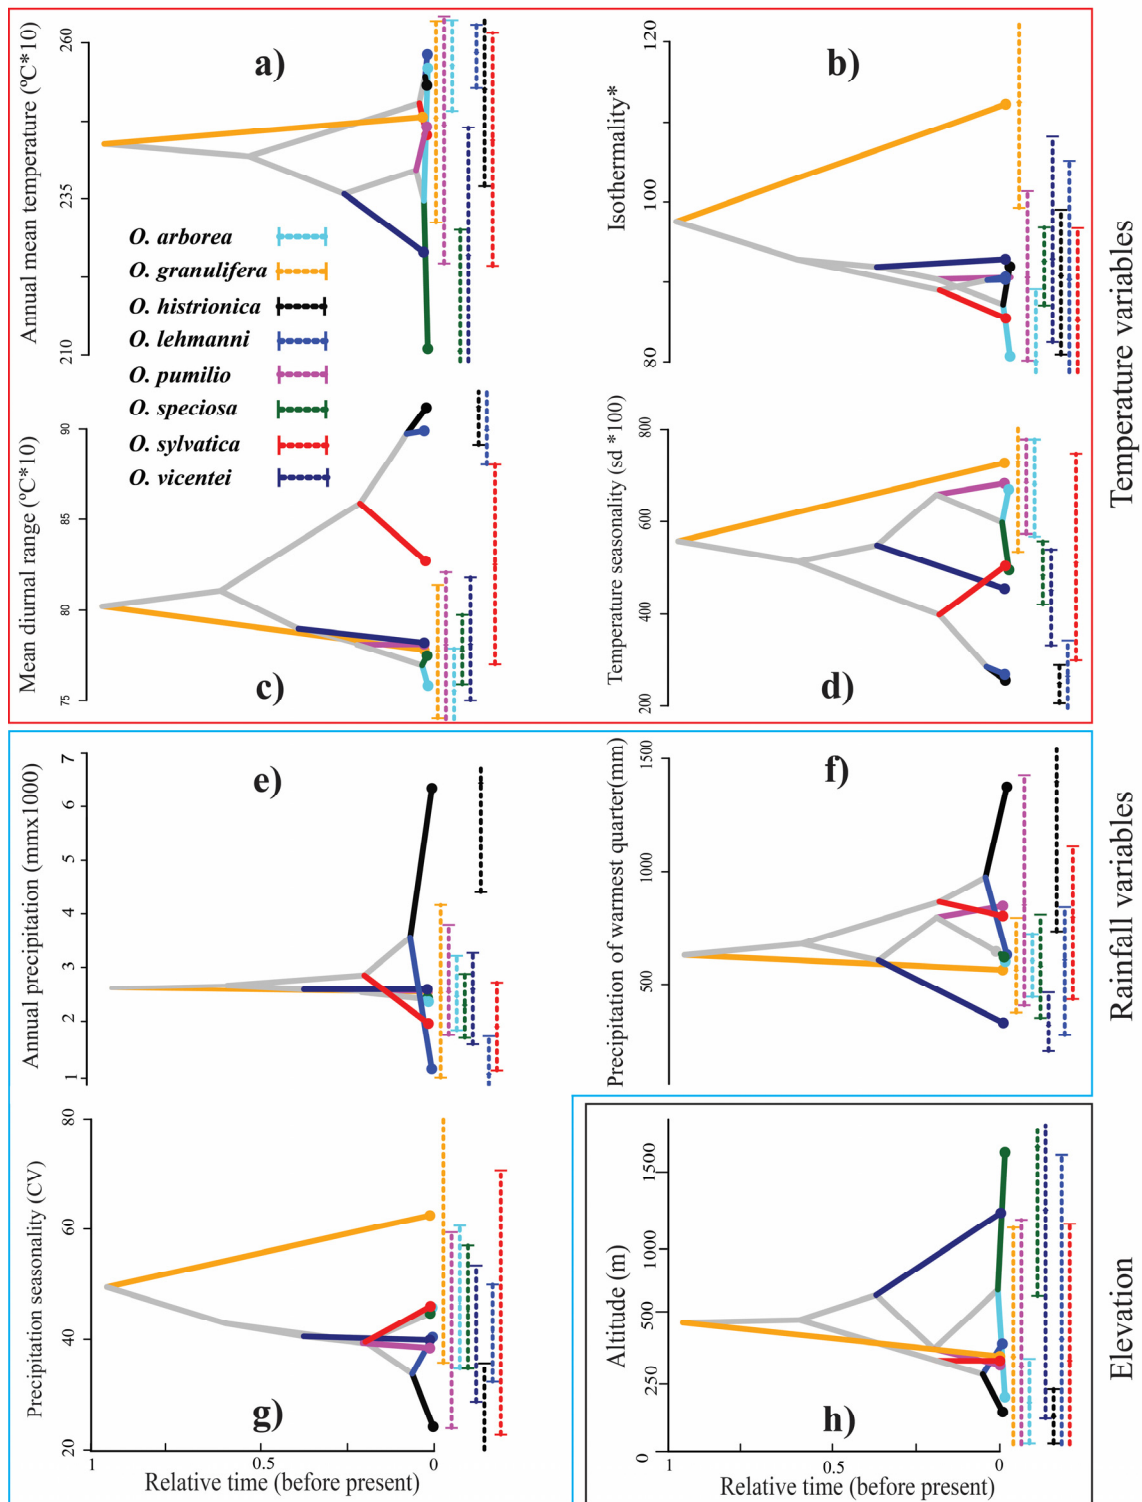 a)
Annual mean temperature (ºC*10)
260
235
210
b)
Isothermality*
120
100
80
O. arborea
O. granulifera
O. histrionica
O. lehmanni
O. pumilio
O. speciosa
O. sylvatica
O. vicentei
c)
Mean diurnal range (ºC*10)
90
85
80
75
d)
Temperature seasonality (sd *100)
800
600
400
200
Temperature variables
e)
Annual precipitation (mmx1000)
7
6
5
4
3
2
1
f)
Precipitation of warmest quarter(mm)
1500
1000
500
Rainfall variables
g)
Precipitation seasonality (CV)
80
60
40
20
1
0.5
0
Relative time (before present)
h)
Altitude (m)
1500
1000
500
250
0
1
0.5
0
Relative time (before present)
Elevation